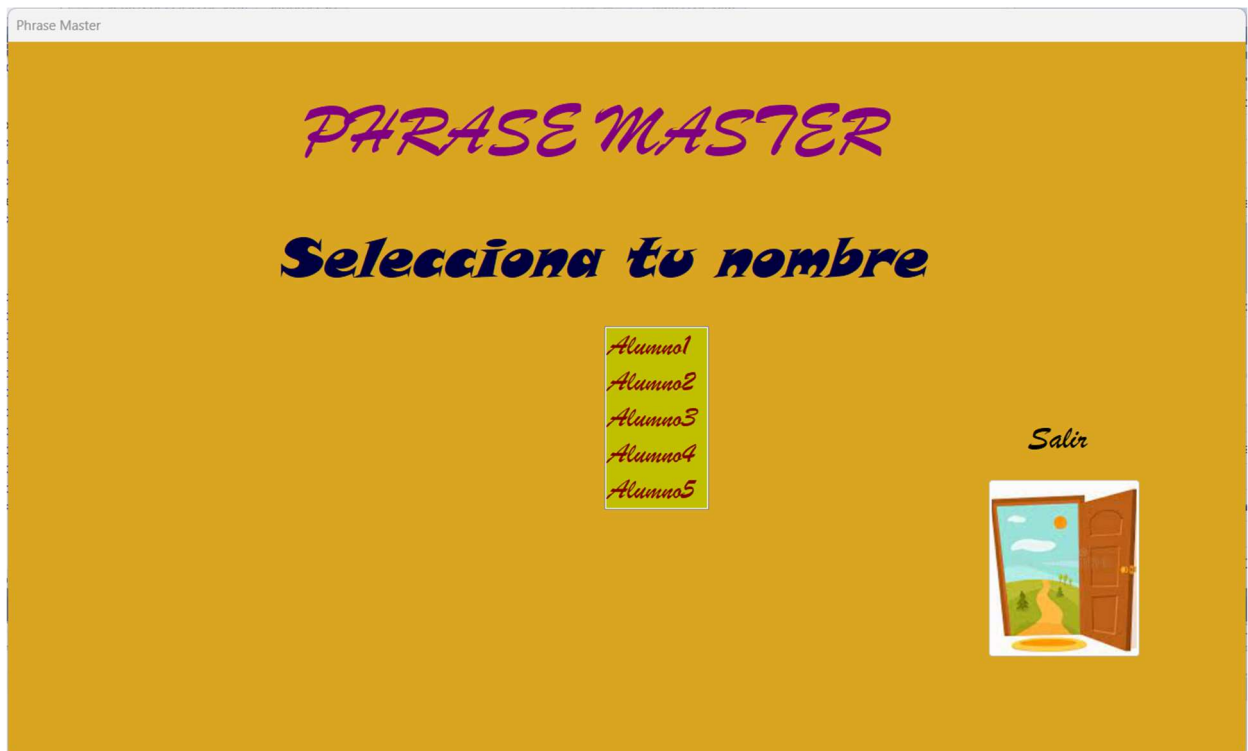 Phrase Master
PHRASE MASTER
Selecciona tu nombre
Alumno1
Alumno2
Alumno3
Alumno4
Alumno5
Salir